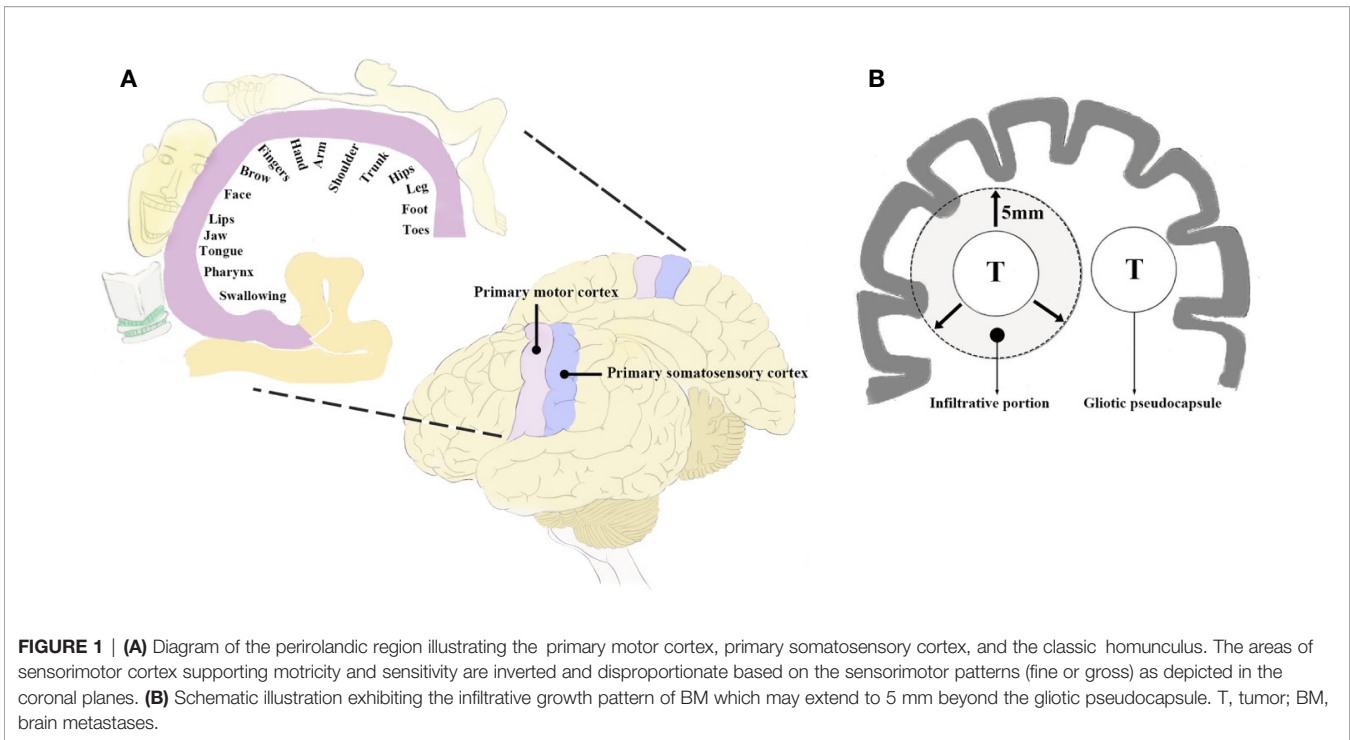 A
Fingers
Hand
Arm
Shoulder
Trunk
Hips
Brow
Leg
Face
Foot
Lips
Toes
Jaw
Tongue
Pharynx
Swallowing
Primary motor cortex
Primary somatosensory cortex
B
5mm
T
T
Infiltrative portion
Gliotic pseudocapsule
FIGURE 1 | (A) Diagram of the perirolandic region illustrating the primary motor cortex, primary somatosensory cortex, and the classic homunculus. The areas of
sensorimotor cortex supporting motricity and sensitivity are inverted and disproportionate based on the sensorimotor patterns (fine or gross) as depicted in the
coronal planes. (B) Schematic illustration exhibiting the infiltrative growth pattern of BM which may extend to 5 mm beyond the gliotic pseudocapsule. T, tumor; BM,
brain metastases.